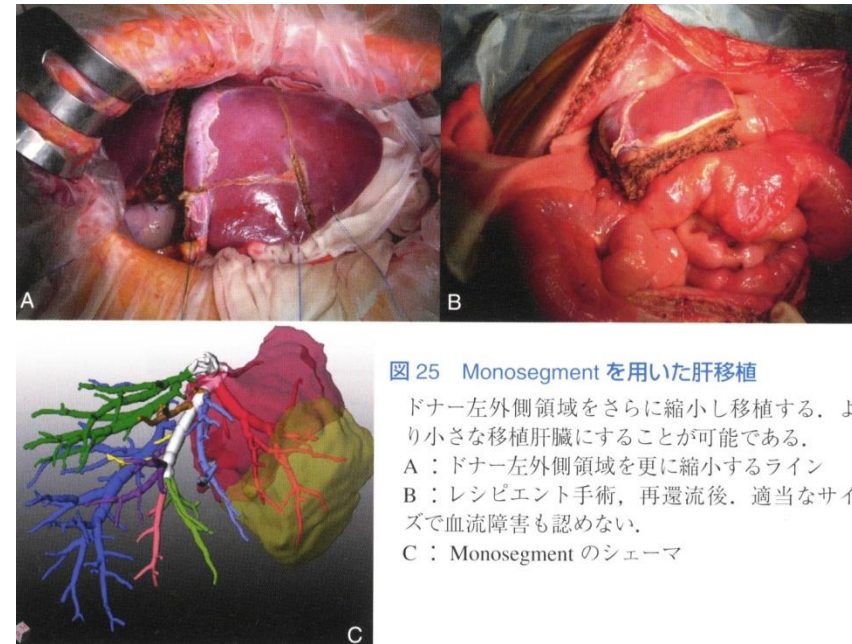 A
B
図 25 Monosegment を用いた肝移植
ドナー左外側領域をさらに縮小し移植する．よ
り小さな移植肝臓にすることが可能である．
A：ドナー左外側領域を更に縮小するライン
B：レシピエント手術，再還流後．適当なサイ
ズで血流障害も認めない．
C：Monosegment のシェーマ
C